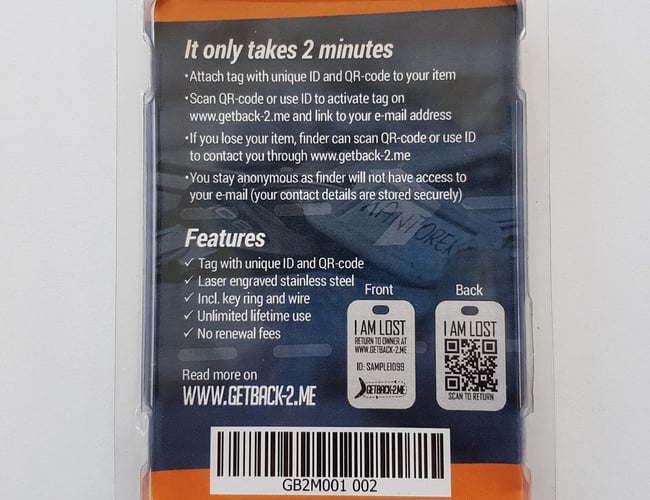 It only takes 2 minutes
•Attach tag with unique ID and QR-code to your item
•Scan QR-code or use ID to activate tag on
www.getback-2.me and link to your e-mail address
•If you lose your item, finder can scan QR-code or use ID
to contact you through www.getback-2.me
•You stay anonymous as finder will not have access to
your e-mail (your contact details are stored securely)
KANTOREK
Features
✓ Tag with unique ID and QR-code
✓ Laser engraved stainless steel
✓ Incl. key ring and wire
✓ Unlimited lifetime use
✓ No renewal fees
Front
I AM LOST
RETURN TO OWNER AT
WWW.GETBACK-2.ME
ID: SAMPLEID99
GETBACK-2.ME
Back
I AM LOST
SCAN TO RETURN
Read more on
WWW.GETBACK-2.ME
GB2M001 002